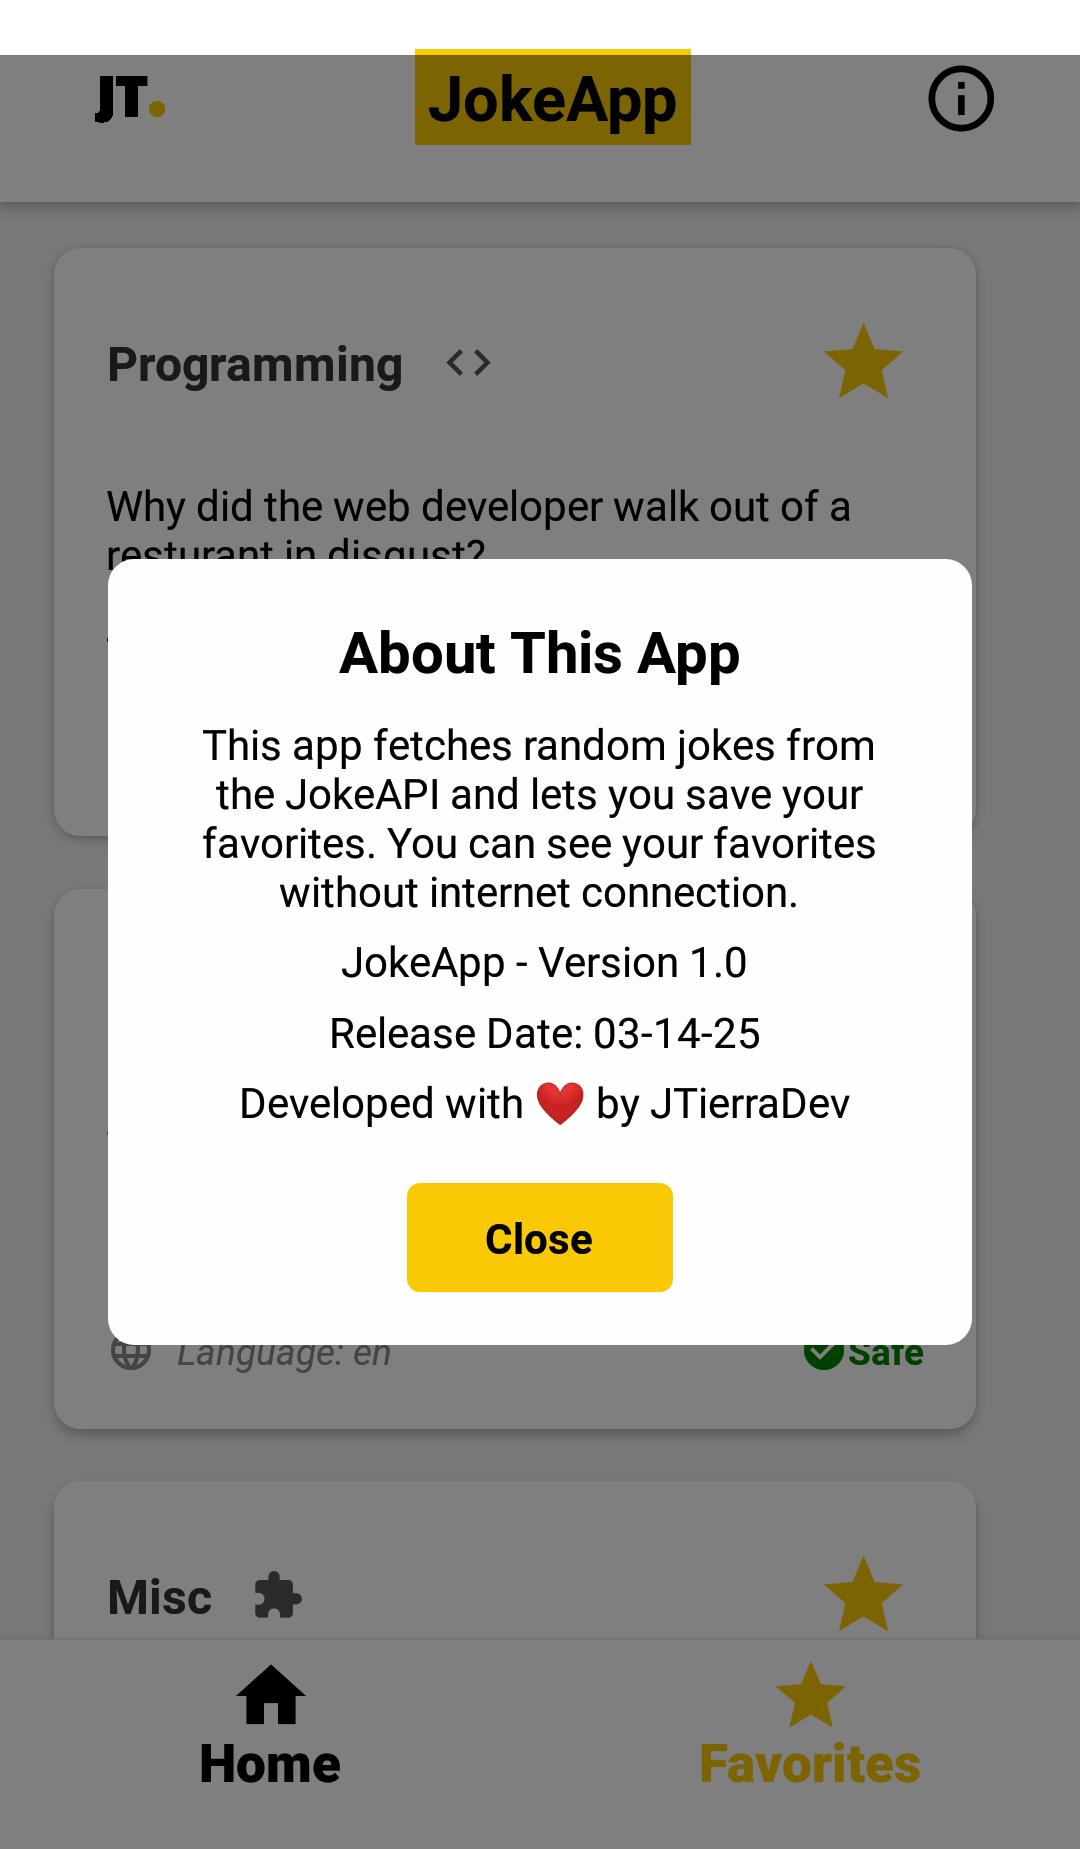 JT.
JokeApp
Programming
Why did the web developer walk out of a
resturant in disgust?
About This App
This app fetches random jokes from
the JokeAPI and lets you save your
favorites. You can see your favorites
without internet connection.
JokeApp - Version 1.0
Release Date: 03-14-25
Developed with ❤️ by JTierraDev
Close
Language: en
Safe
Misc
Home
Favorites